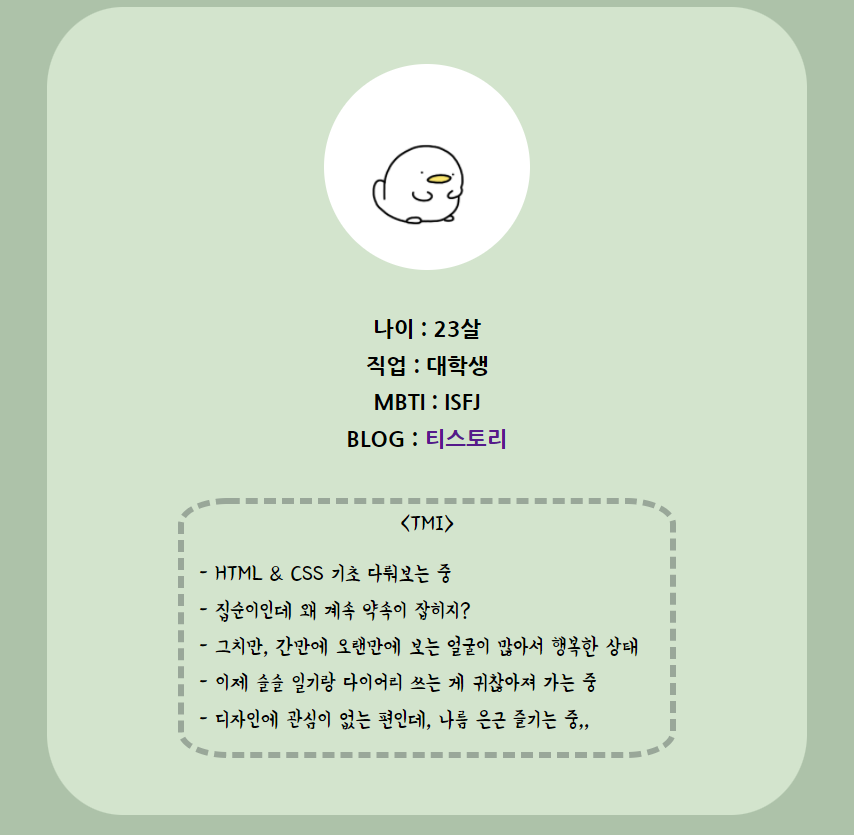 나이 : 23살
직업 : 대학생
MBTI : ISFJ
BLOG : 티스토리
<TMI>
- HTML & CSS 기초 다뤄보는 중
- 집순이인데 왜 계속 약속이 잡히지?
- 그치만, 간만에 오랜만에 보는 얼굴이 많아서 행복한 상태
- 이제 슬슬 일기랑 다이어리 쓰는 게 귀찮아져 가는 중
- 디자인에 관심이 없는 편인데, 나름 은근 즐기는 중,,